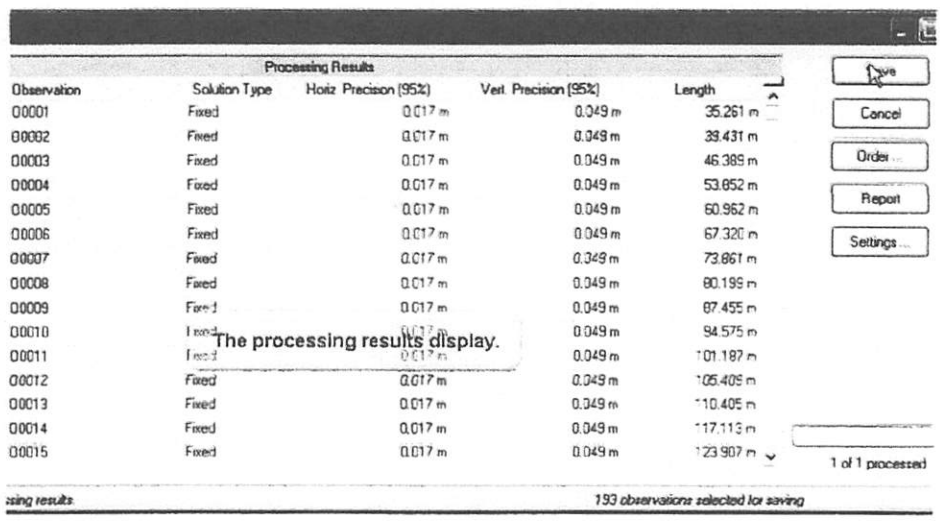 Processing Results
Observation Solution Type Horiz. Precision (95%) Vert. Precision (95%) Length
00001 Fixed 0.017 m 0.049 m 35.261 m
00002 Fixed 0.017 m 0.049 m 39.431 m
00003 Fixed 0.017 m 0.049 m 46.389 m
00004 Fixed 0.017 m 0.049 m 53.852 m
00005 Fixed 0.017 m 0.049 m 60.962 m
00006 Fixed 0.017 m 0.049 m 67.320 m
00007 Fixed 0.017 m 0.049 m 73.861 m
00008 Fixed 0.017 m 0.049 m 80.199 m
00009 Fixed 0.017 m 0.049 m 87.455 m
00010 Fixed 0.017 m 0.049 m 94.575 m
The processing results display.
00011 Fixed 0.017 m 0.049 m 101.187 m
00012 Fixed 0.017 m 0.049 m 105.409 m
00013 Fixed 0.017 m 0.049 m 110.405 m
00014 Fixed 0.017 m 0.049 m 117.113 m
00015 Fixed 0.017 m 0.049 m 123.907 m
Cancel
Order...
Report
Settings...
1 of 1 processed
results.
193 observations selected for saving